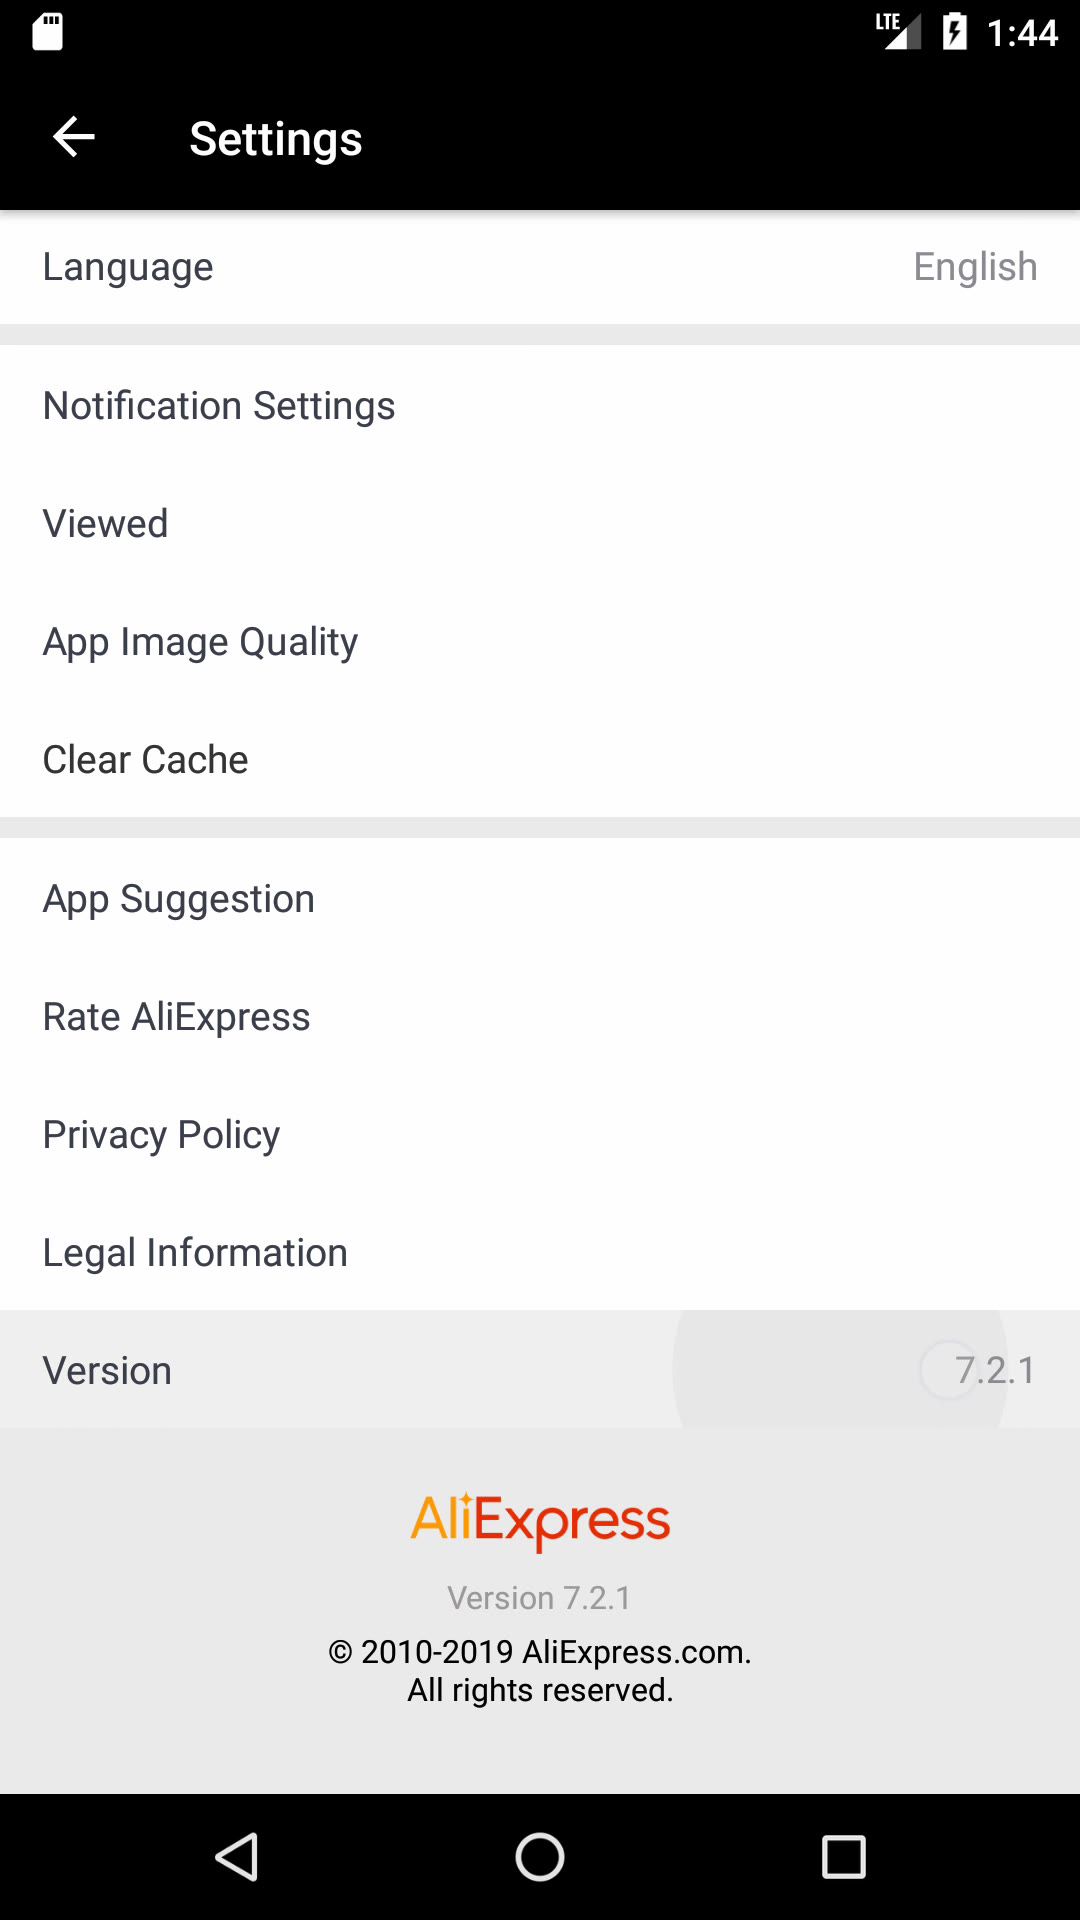 LTE 1:44
Settings
Language English
Notification Settings
Viewed
App Image Quality
Clear Cache
App Suggestion
Rate AliExpress
Privacy Policy
Legal Information
Version 7.2.1
AliExpress
Version 7.2.1
© 2010-2019 AliExpress.com.
All rights reserved.